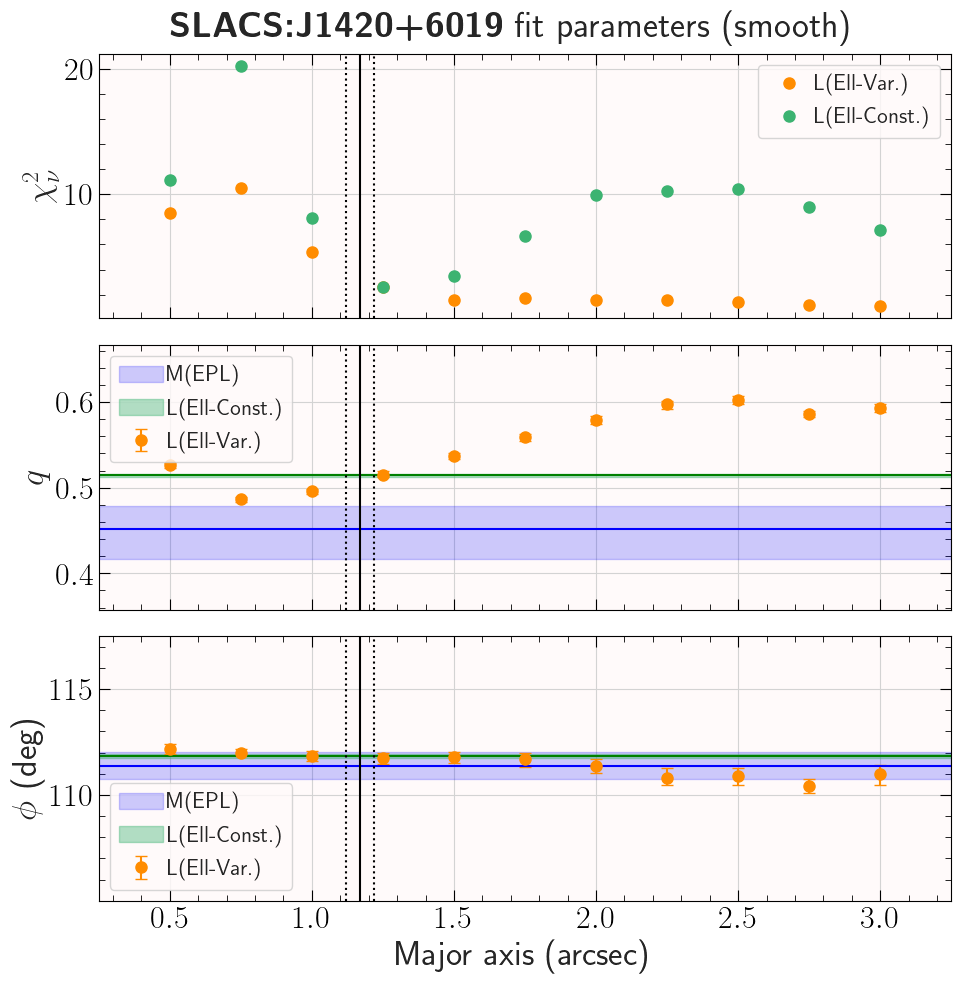 SLACS:J1420+6019 fit parameters (smooth)
20
10
χ²ν
L(Ell-Var.)
L(Ell-Const.)
0.6
0.5
0.4
q
M(EPL)
L(Ell-Const.)
L(Ell-Var.)
115
110
ϕ (deg)
M(EPL)
L(Ell-Const.)
L(Ell-Var.)
0.5 1.0 1.5 2.0 2.5 3.0
Major axis (arcsec)